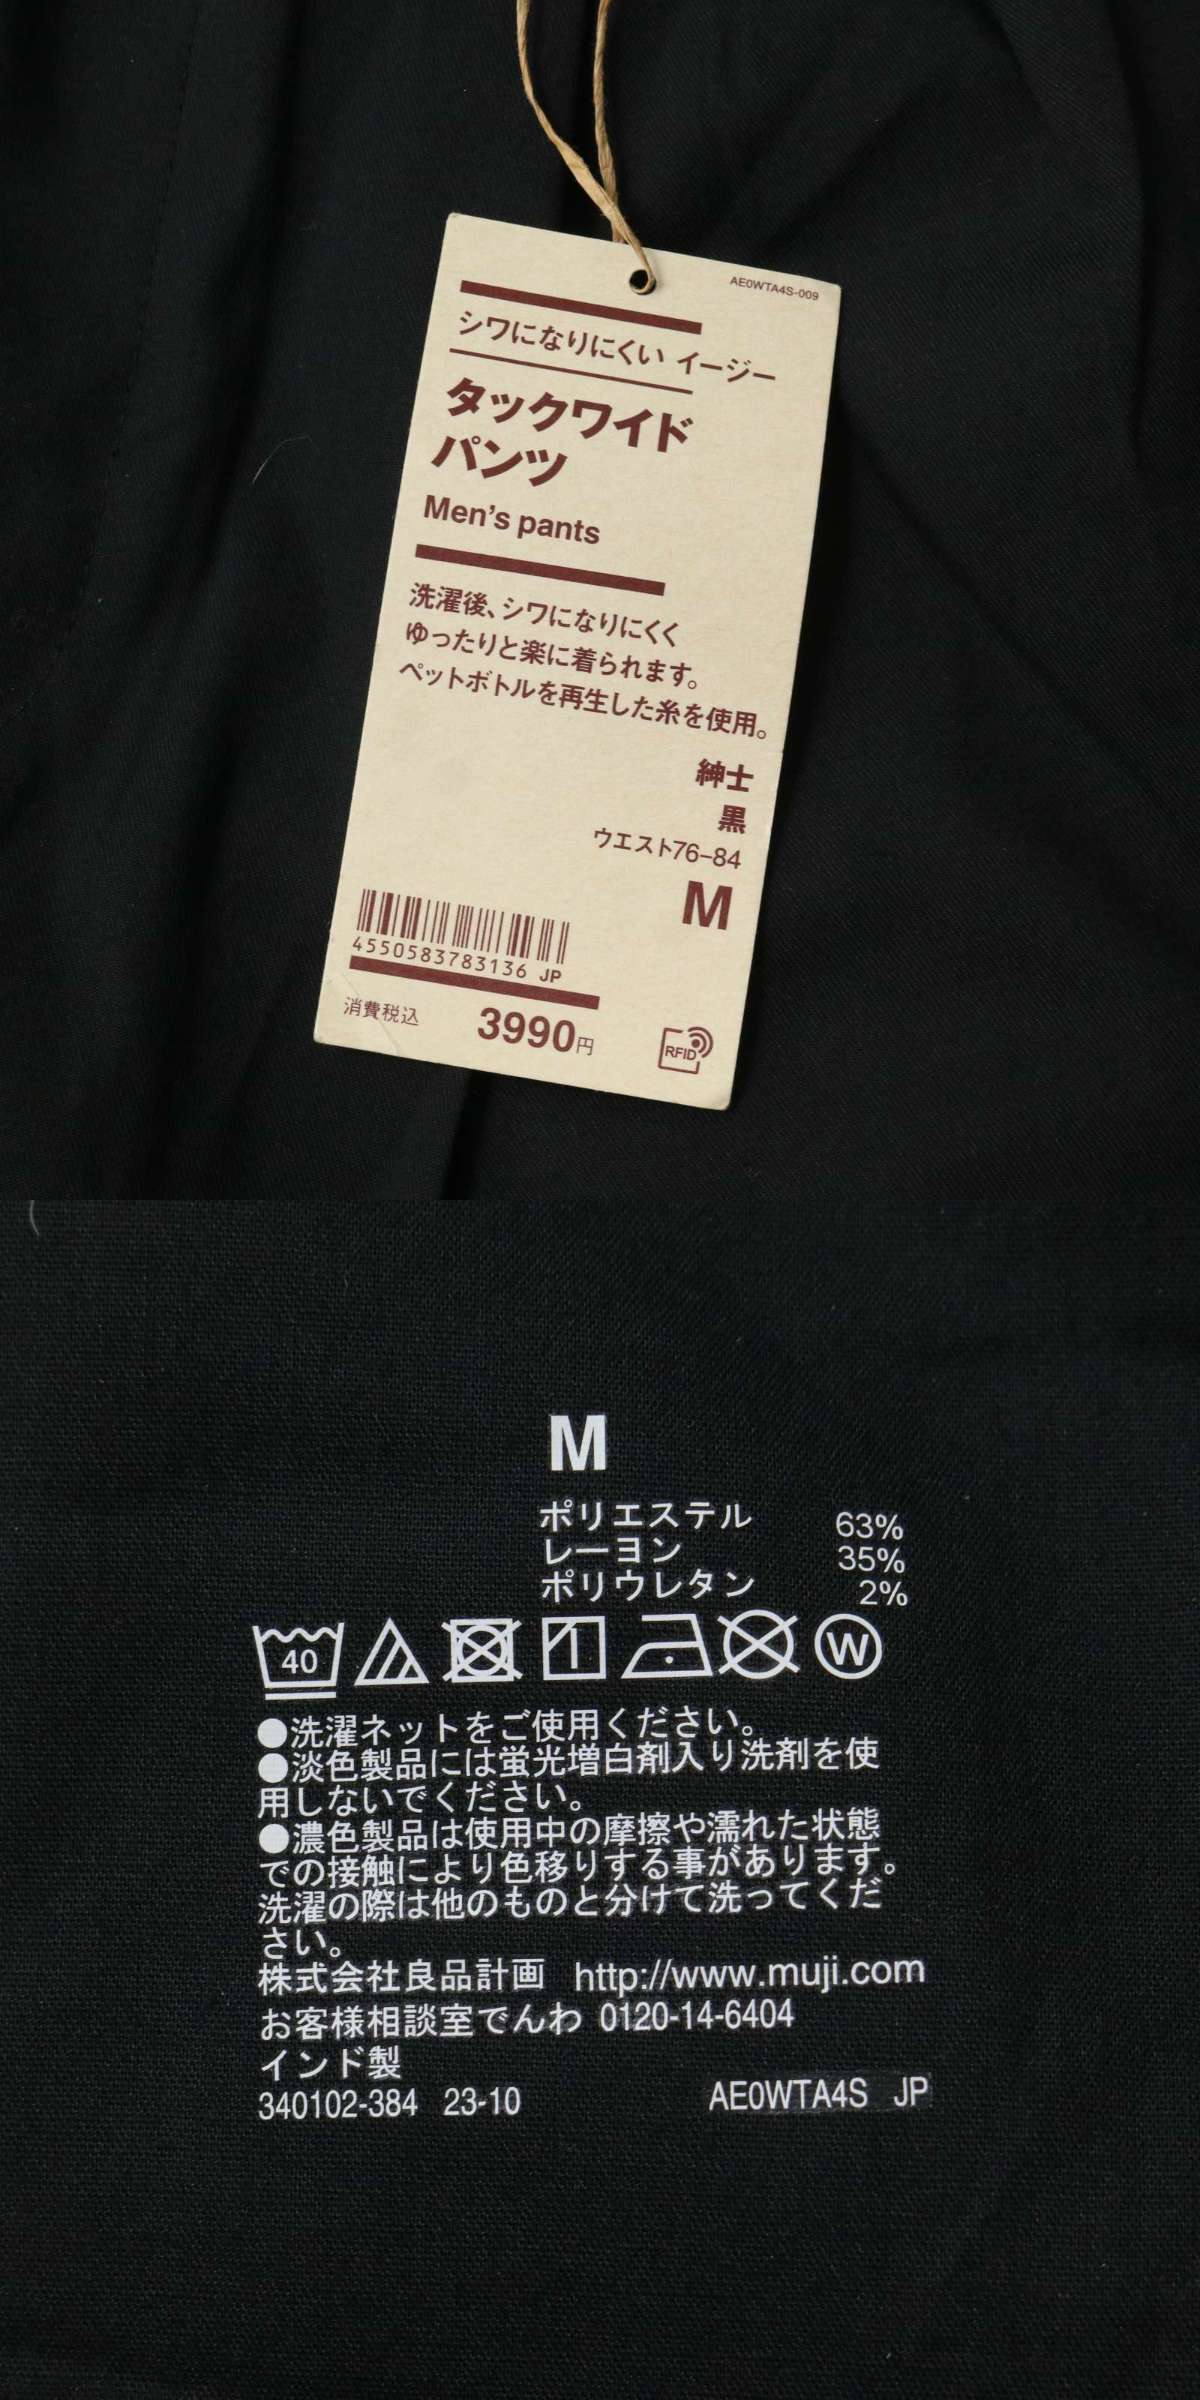 AE0WTA4S-009
シワになりにくい イージー
タックワイド
パンツ
Men's pants
洗濯後、シワになりにくく
ゆったりと楽に着られます。
ペットボトルを再生した糸を使用。
紳士
黒
ウエスト76-84
M
4550583783136 JP
消費税込 3990円
RFID
M
ポリエステル 63%
レーヨン 35%
ポリウレタン 2%
40 W
●洗濯ネットをご使用ください。
●淡色製品には蛍光増白剤入り洗剤を使
用しないでください。
●濃色製品は使用中の摩擦や濡れた状態
での接触により色移りする事があります。
洗濯の際は他のものと分けて洗ってくだ
さい。
株式会社良品計画 http://www.muji.com
お客様相談室でんわ 0120-14-6404
インド製
340102-384 23-10 AE0WTA4S JP